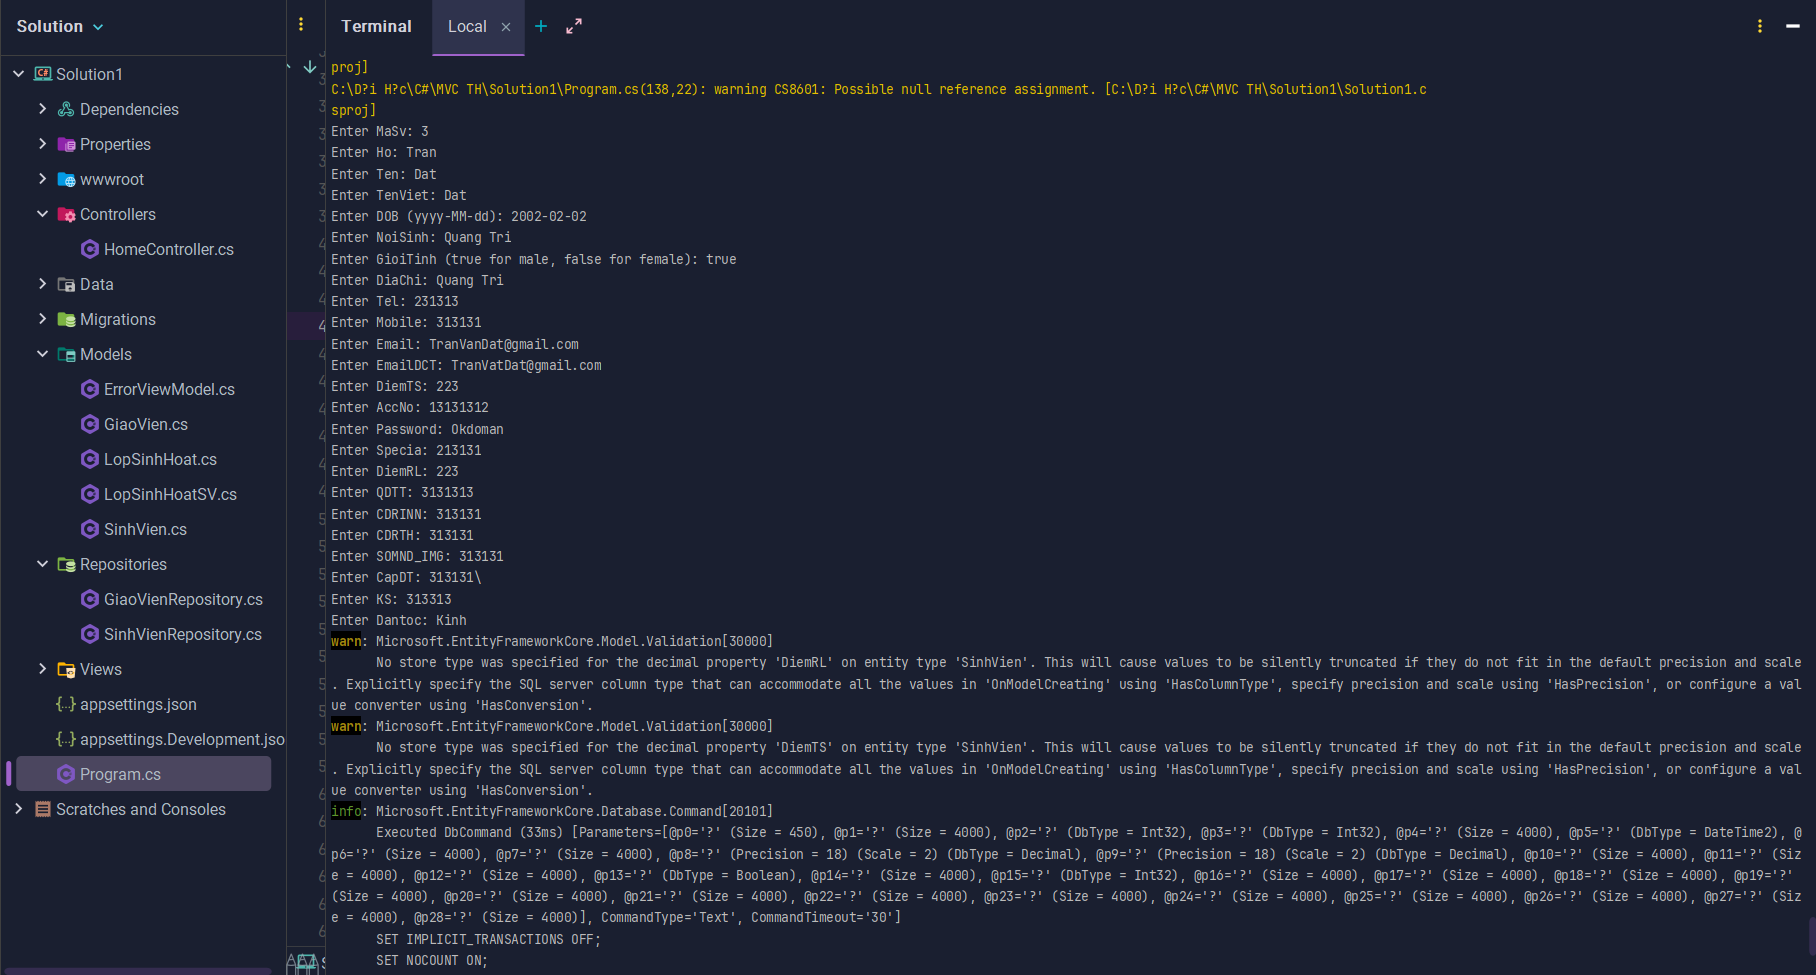 Solution
Solution1
Dependencies
Properties
wwwroot
Controllers
HomeController.cs
Data
Migrations
Models
ErrorViewModel.cs
GiaoVien.cs
LopSinhHoat.cs
LopSinhHoatSV.cs
SinhVien.cs
Repositories
GiaoVienRepository.cs
SinhVienRepository.cs
Views
appsettings.json
appsettings.Development.jso
Program.cs
Scratches and Consoles
Terminal Local
proj]
C:\D?i H?c\C#\MVC TH\Solution1\Program.cs(138,22): warning CS8601: Possible null reference assignment. [C:\D?i H?c\C#\MVC TH\Solution1\Solution1.c
sproj]
Enter MaSv: 3
Enter Ho: Tran
Enter Ten: Dat
Enter TenViet: Dat
Enter DOB (yyyy-MM-dd): 2002-02-02
Enter NoiSinh: Quang Tri
Enter GioiTinh (true for male, false for female): true
Enter DiaChi: Quang Tri
Enter Tel: 231313
Enter Mobile: 313131
Enter Email: TranVanDat@gmail.com
Enter EmailDCT: TranVatDat@gmail.com
Enter DiemTS: 223
Enter AccNo: 13131312
Enter Password: Okdoman
Enter Specia: 213131
Enter DiemRL: 223
Enter QDTT: 3131313
Enter CDRINN: 313131
Enter CDRTH: 313131
Enter SOMND_IMG: 313131
Enter CapDT: 313131\
Enter KS: 313313
Enter Dantoc: Kinh
warn: Microsoft.EntityFrameworkCore.Model.Validation[30000]
No store type was specified for the decimal property 'DiemRL' on entity type 'SinhVien'. This will cause values to be silently truncated if they do not fit in the default precision and scale
. Explicitly specify the SQL server column type that can accommodate all the values in 'OnModelCreating' using 'HasColumnType', specify precision and scale using 'HasPrecision', or configure a val
ue converter using 'HasConversion'.
warn: Microsoft.EntityFrameworkCore.Model.Validation[30000]
No store type was specified for the decimal property 'DiemTS' on entity type 'SinhVien'. This will cause values to be silently truncated if they do not fit in the default precision and scale
. Explicitly specify the SQL server column type that can accommodate all the values in 'OnModelCreating' using 'HasColumnType', specify precision and scale using 'HasPrecision', or configure a val
ue converter using 'HasConversion'.
info: Microsoft.EntityFrameworkCore.Database.Command[20101]
Executed DbCommand (33ms) [Parameters=[@p0='?' (Size = 450), @p1='?' (Size = 4000), @p2='?' (DbType = Int32), @p3='?' (DbType = Int32), @p4='?' (Size = 4000), @p5='?' (DbType = DateTime2), @
p6='?' (Size = 4000), @p7='?' (Size = 4000), @p8='?' (Precision = 18) (Scale = 2) (DbType = Decimal), @p9='?' (Precision = 18) (Scale = 2) (DbType = Decimal), @p10='?' (Size = 4000), @p11='?' (Siz
e = 4000), @p12='?' (Size = 4000), @p13='?' (DbType = Boolean), @p14='?' (Size = 4000), @p15='?' (DbType = Int32), @p16='?' (Size = 4000), @p17='?' (Size = 4000), @p18='?' (Size = 4000), @p19='?'
(Size = 4000), @p20='?' (Size = 4000), @p21='?' (Size = 4000), @p22='?' (Size = 4000), @p23='?' (Size = 4000), @p24='?' (Size = 4000), @p25='?' (Size = 4000), @p26='?' (Size = 4000), @p27='?' (Siz
e = 4000), @p28='?' (Size = 4000)], CommandType='Text', CommandTimeout='30']
SET IMPLICIT_TRANSACTIONS OFF;
SET NOCOUNT ON;